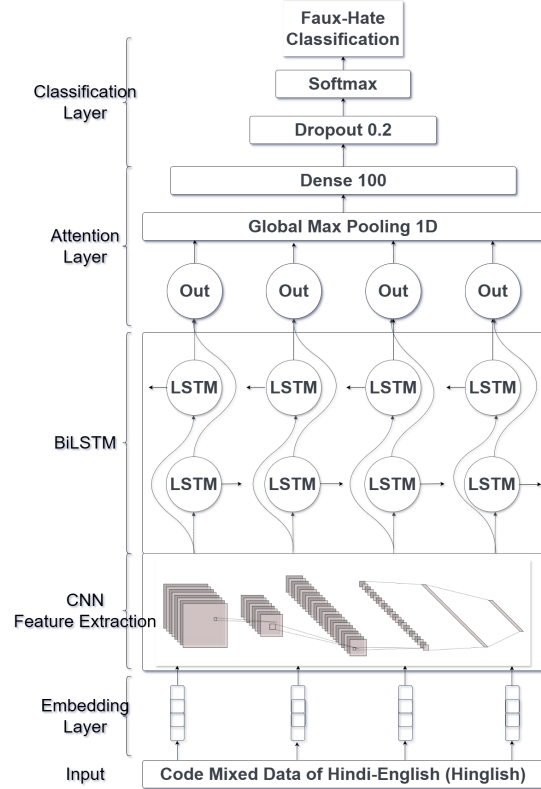 Faux-Hate
Classification
Softmax
Classification
Layer
Dropout 0.2
Dense 100
Global Max Pooling 1D
Attention
Layer
Out Out Out Out
LSTM LSTM LSTM LSTM
BiLSTM
LSTM LSTM LSTM LSTM
CNN
Feature Extraction
Embedding
Layer
Input
Code Mixed Data of Hindi-English (Hinglish)